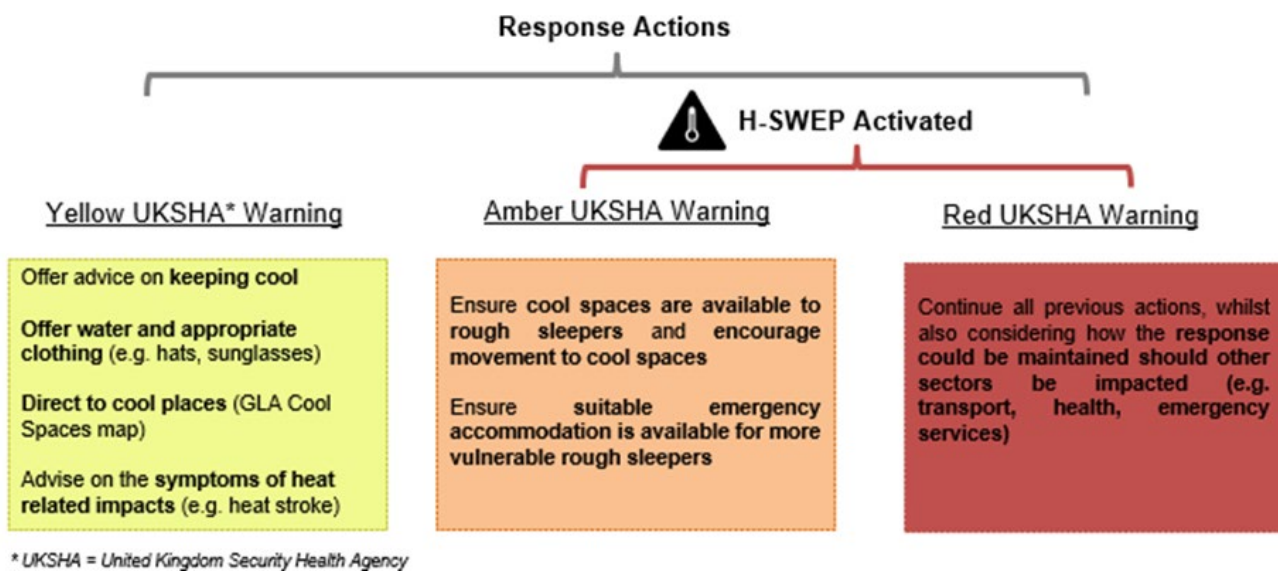 Response Actions
H-SWEP Activated
Yellow UKSHA* Warning
Offer advice on keeping cool
Offer water and appropriate
clothing (e.g. hats, sunglasses)
Direct to cool places (GLA Cool
Spaces map)
Advise on the symptoms of heat
related impacts (e.g. heat stroke)
Amber UKSHA Warning
Ensure cool spaces are available to
rough sleepers and encourage
movement to cool spaces
Ensure suitable emergency
accommodation is available for more
vulnerable rough sleepers
Red UKSHA Warning
Continue all previous actions, whilst
also considering how the response
could be maintained should other
sectors be impacted (e.g.
transport, health, emergency
services)
* UKSHA = United Kingdom Security Health Agency